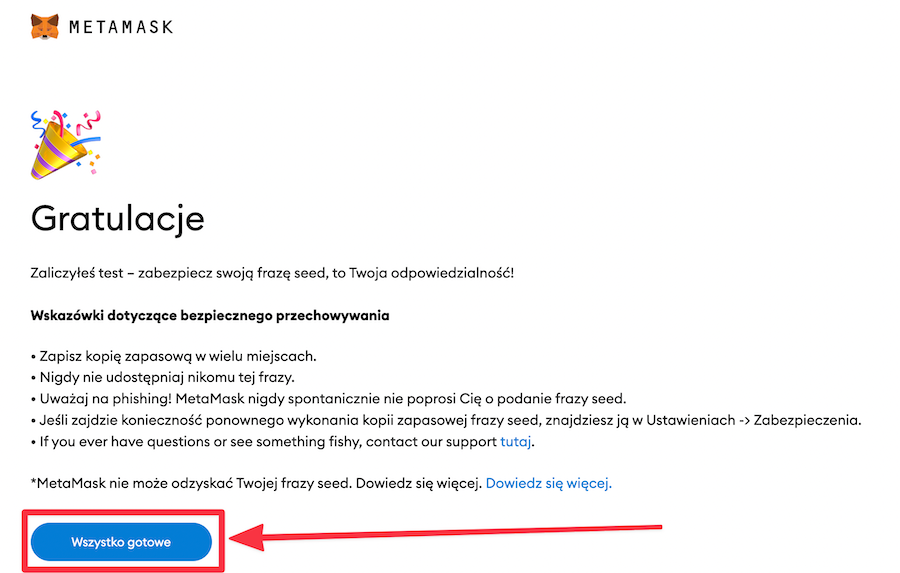 METAMASK
Gratulacje
Zaliczyłeś test – zabezpiecz swoją frazę seed, to Twoja odpowiedzialność!
Wskazówki dotyczące bezpiecznego przechowywania
• Zapisz kopię zapasową w wielu miejscach.
• Nigdy nie udostępniaj nikomu tej frazy.
• Uważaj na phishing! MetaMask nigdy spontanicznie nie poprosi Cię o podanie frazy seed.
• Jeśli zajdzie konieczność ponownego wykonania kopii zapasowej frazy seed, znajdziesz ją w Ustawieniach -> Zabezpieczenia.
• If you ever have questions or see something fishy, contact our support tutaj.
*MetaMask nie może odzyskać Twojej frazy seed. Dowiedz się więcej. Dowiedz się więcej.
Wszystko gotowe